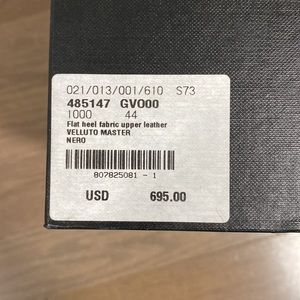 021/013/001/610 S73
485147 GVO00
1000 44
Flat heel fabric upper leather
VELLUTO MASTER
NERO
807825081 - 1
USD 695.00